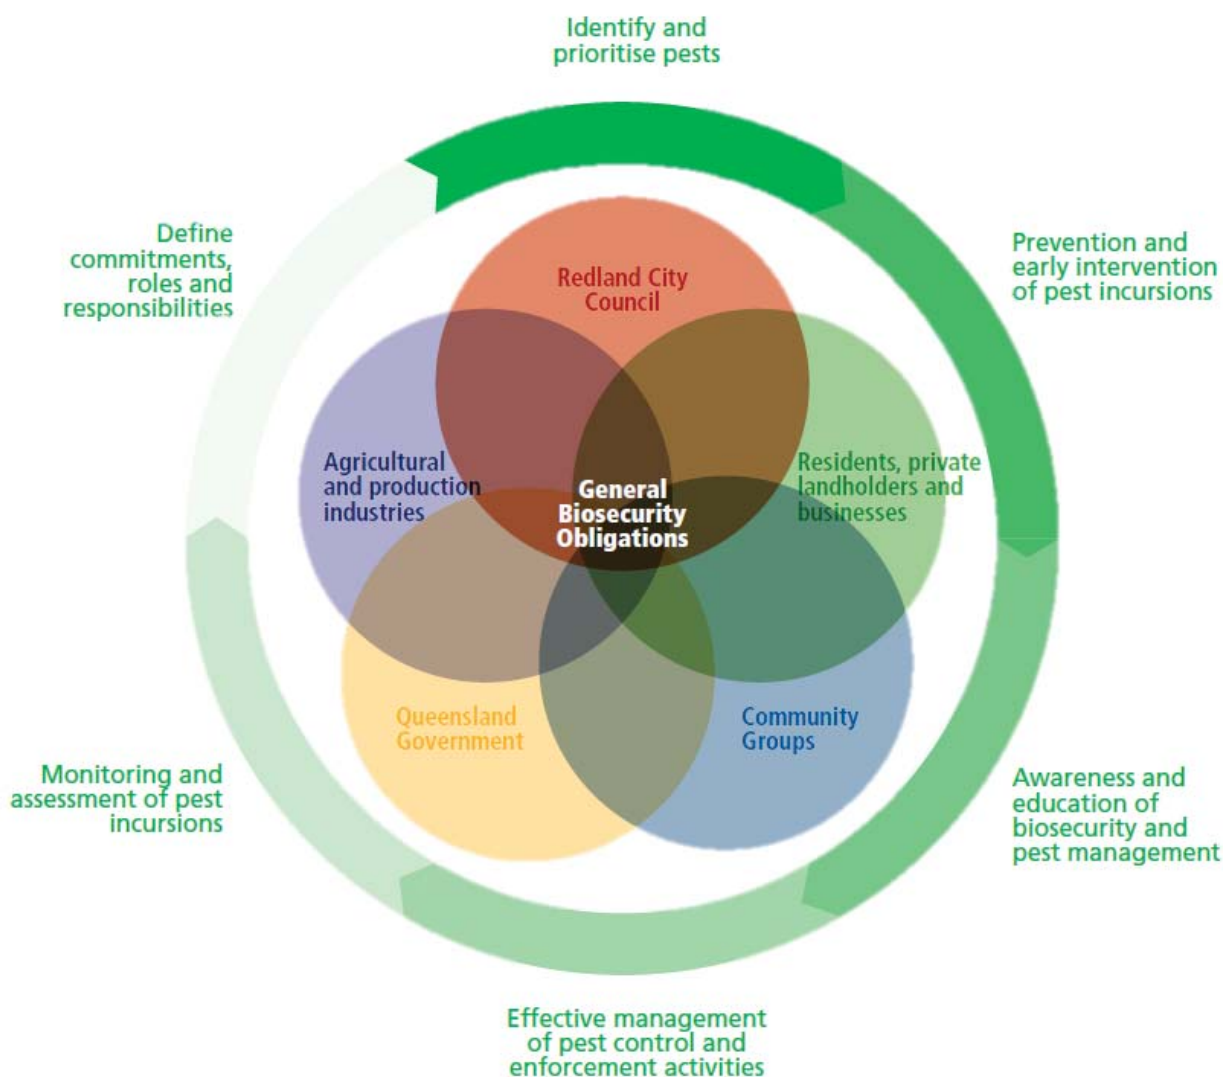 Identify and
prioritise pests
Prevention and
early intervention
of pest incursions
Awareness and
education of
biosecurity and
pest management
Effective management
of pest control and
enforcement activities
Monitoring and
assessment of pest
incursions
Define
commitments,
roles and
responsibilities
Redland City
Council
Residents, private
landholders and
businesses
Community
Groups
Queensland
Government
Agricultural
and production
industries
General
Biosecurity
Obligations